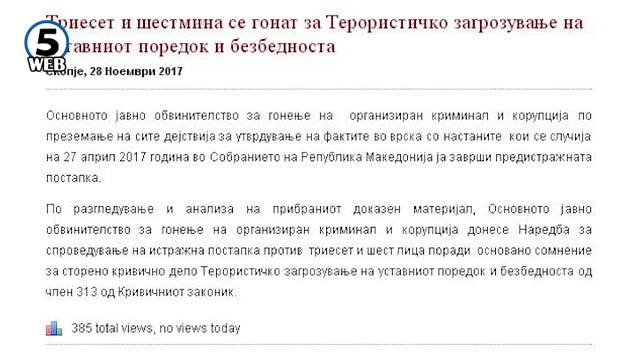 Триесет и шестмина се гонат за Терористичко загрозување на
уставниот поредок и безбедноста
5
WEB
Скопје, 28 Ноември 2017
Основното јавно обвинителство за гонење на организиран криминал и корупција по
преземање на сите дејствија за утврдување на фактите во врска со настаните кои се случија
на 27 април 2017 година во Собранието на Република Македонија ја заврши предистражната
постапка.
По разгледување и анализа на прибраниот доказен материјал, Основното јавно
обвинителство за гонење на организиран криминал и корупција донесе Наредба за
спроведување на истражна постапка против триесет и шест лица поради основано сомнение
за сторено кривично дело Терористичко загрозување на уставниот поредок и безбедноста од
член 313 од Кривичниот законик.
385 total views, no views today